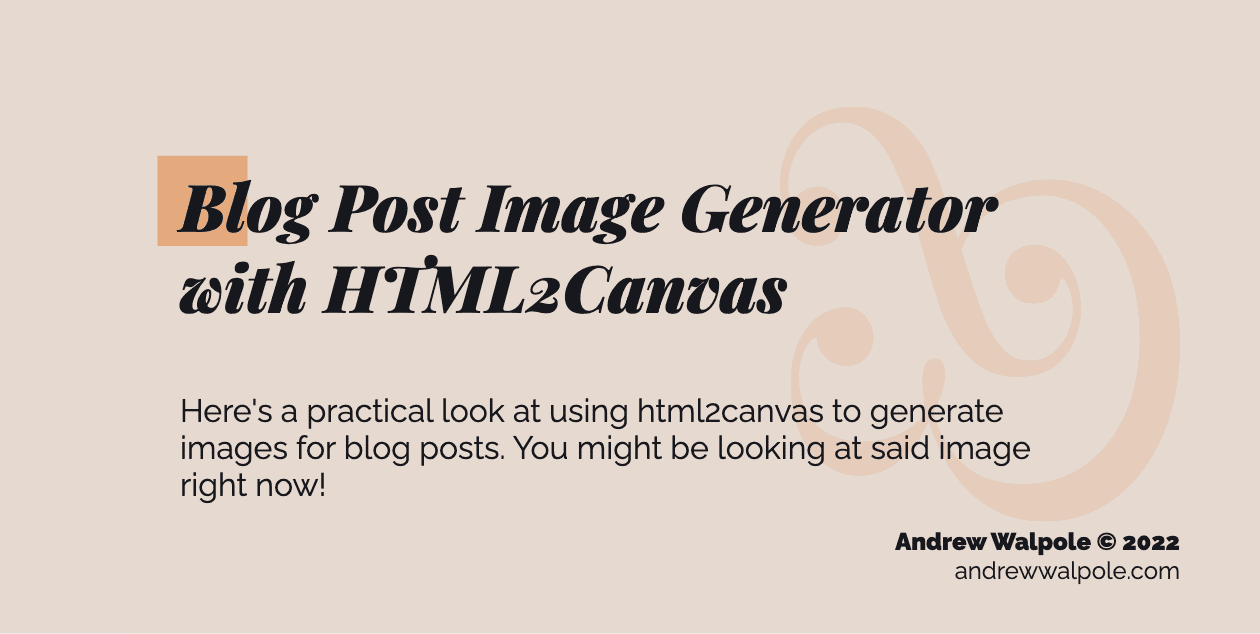 Blog Post Image Generator
with HTML2Canvas
Here's a practical look at using html2canvas to generate
images for blog posts. You might be looking at said image
right now!
Andrew Walpole © 2022
andrewwalpole.com